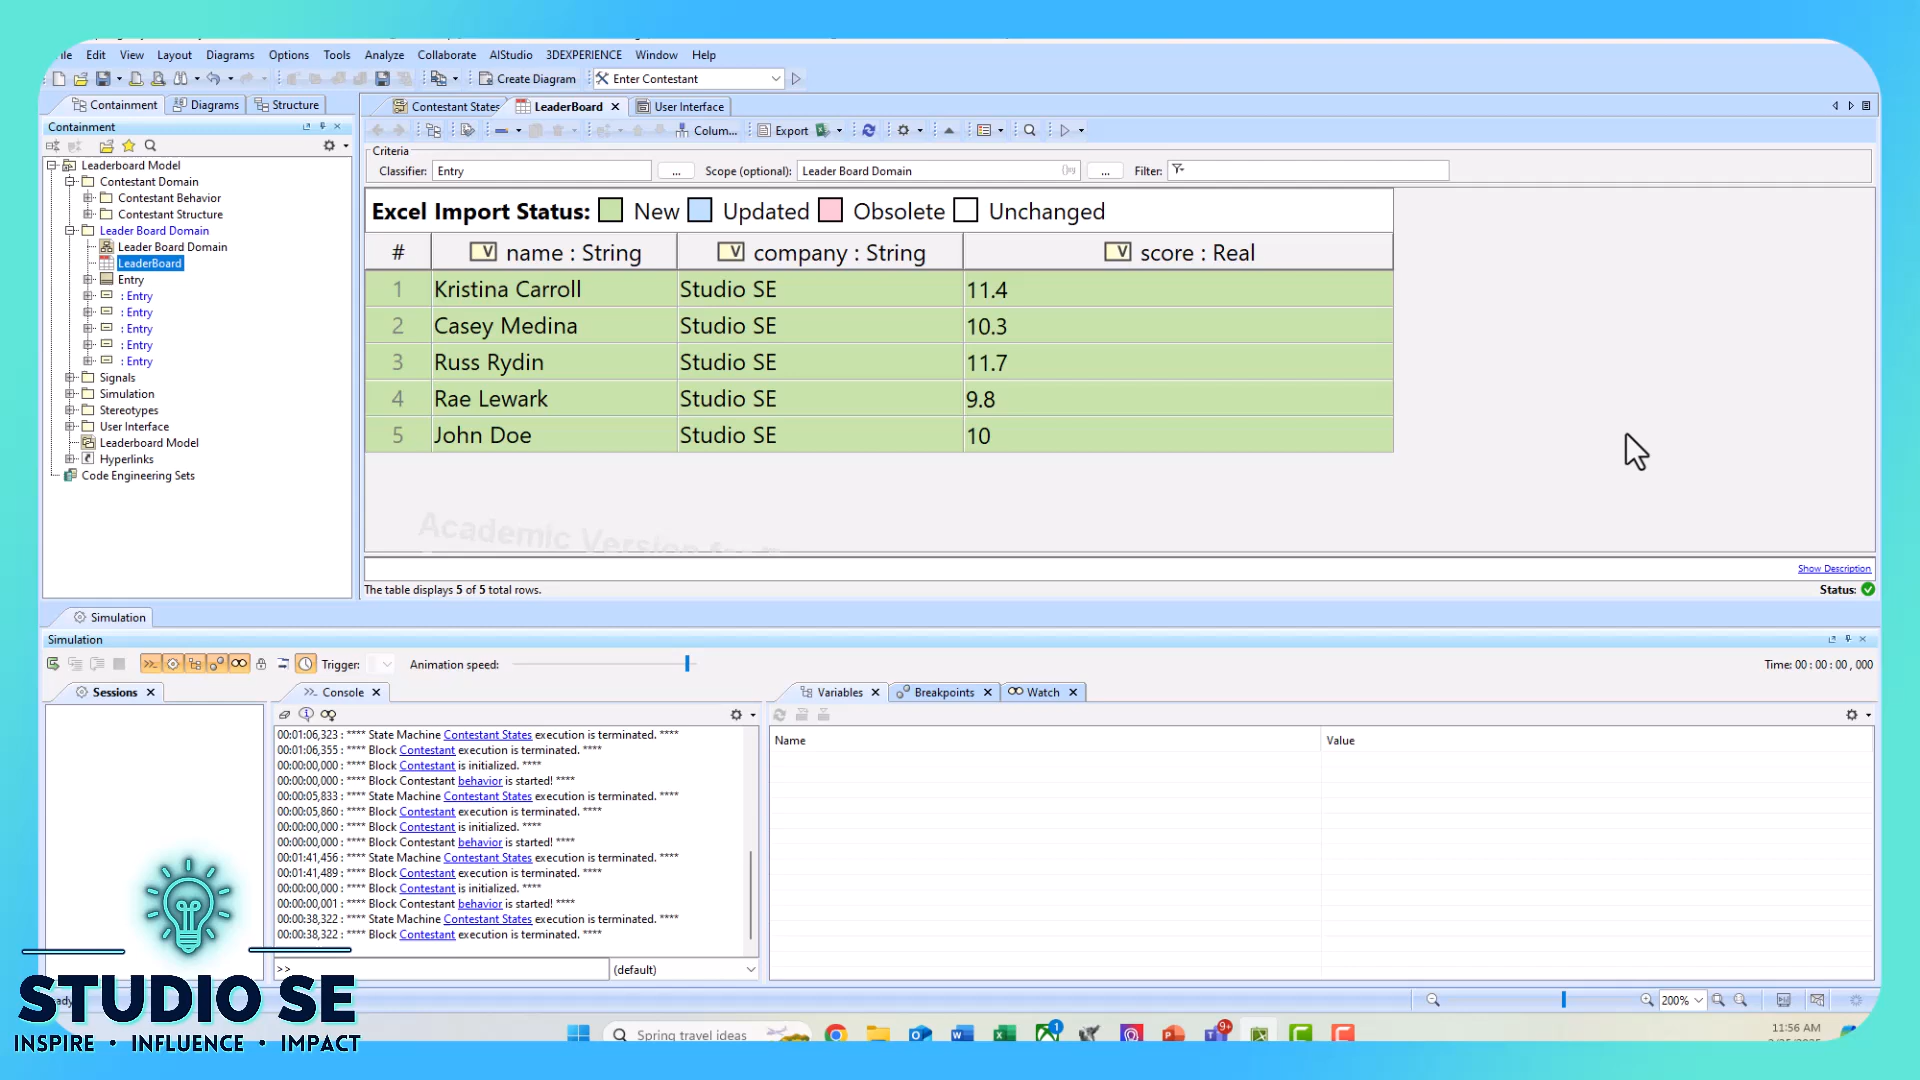 ile Edit View Layout Diagrams Options Tools Analyze Collaborate AIStudio 3DEXPERIENCE Window Help
Create Diagram Enter Contestant
Containment Diagrams Structure
Containment
Leaderboard Model
Contestant Domain
Contestant Behavior
Contestant Structure
Leader Board Domain
Leader Board Domain
LeaderBoard
Entry
: Entry
: Entry
: Entry
: Entry
: Entry
Signals
Simulation
Stereotypes
User Interface
Leaderboard Model
Hyperlinks
Code Engineering Sets
Contestant States LeaderBoard User Interface
Colum... Export
Criteria
Classifier: Entry ... Scope (optional): Leader Board Domain ... Filter:
Excel Import Status: New Updated Obsolete Unchanged
# V name : String V company : String V score : Real
1 Kristina Carroll Studio SE 11.4
2 Casey Medina Studio SE 10.3
3 Russ Rydin Studio SE 11.7
4 Rae Lewark Studio SE 9.8
5 John Doe Studio SE 10
Academic Version for
Show Description
The table displays 5 of 5 total rows. Status:
Simulation
Simulation
Trigger: Animation speed: Time: 00 : 00 : 00 , 000
Sessions Console Variables Breakpoints Watch
Name Value
00:01:06,323 : **** State Machine Contestant States execution is terminated. ****
00:01:06,355 : **** Block Contestant execution is terminated. ****
00:00:00,000 : **** Block Contestant is initialized. ****
00:00:00,000 : **** Block Contestant behavior is started! ****
00:00:05,833 : **** State Machine Contestant States execution is terminated. ****
00:00:05,860 : **** Block Contestant execution is terminated. ****
00:00:00,000 : **** Block Contestant is initialized. ****
00:00:00,000 : **** Block Contestant behavior is started! ****
00:01:41,456 : **** State Machine Contestant States execution is terminated. ****
00:01:41,489 : **** Block Contestant execution is terminated. ****
00:00:00,000 : **** Block Contestant is initialized. ****
00:00:00,001 : **** Block Contestant behavior is started! ****
00:00:38,322 : **** State Machine Contestant States execution is terminated. ****
00:00:38,322 : **** Block Contestant execution is terminated. ****
>> (default)
200%
STUDIO SE
INSPIRE • INFLUENCE • IMPACT
Spring travel ideas
1
9+
11:56 AM